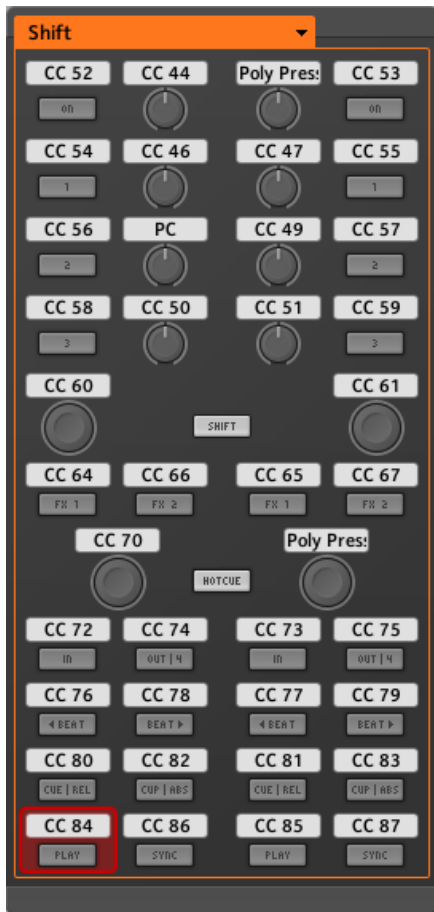 Shift
CC 52 CC 44 Poly Press CC 53
ON ON
CC 54 CC 46 CC 47 CC 55
1 1
CC 56 PC CC 49 CC 57
2 2
CC 58 CC 50 CC 51 CC 59
3 3
CC 60 CC 61
SHIFT
CC 64 CC 66 CC 65 CC 67
FX 1 FX 2 FX 1 FX 2
CC 70 Poly Pres
HOTCUE
CC 72 CC 74 CC 73 CC 75
IN OUT | 4 IN OUT | 4
CC 76 CC 78 CC 77 CC 79
◀ BEAT BEAT ▶ ◀ BEAT BEAT ▶
CC 80 CC 82 CC 81 CC 83
CUE | REL CUP | ABS CUE | REL CUP | ABS
CC 84 CC 86 CC 85 CC 87
PLAY SYNC PLAY SYNC